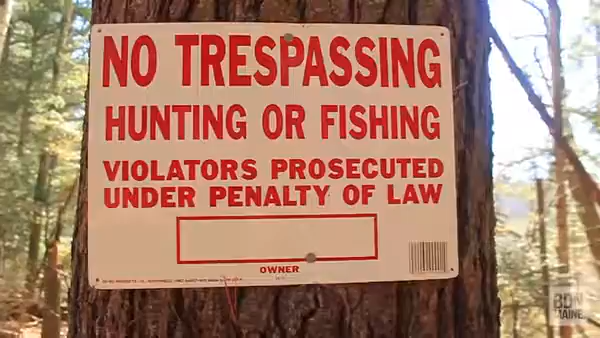 NO TRESPASSING
HUNTING OR FISHING
VIOLATORS PROSECUTED
UNDER PENALTY OF LAW
OWNER
BDN
MAINE